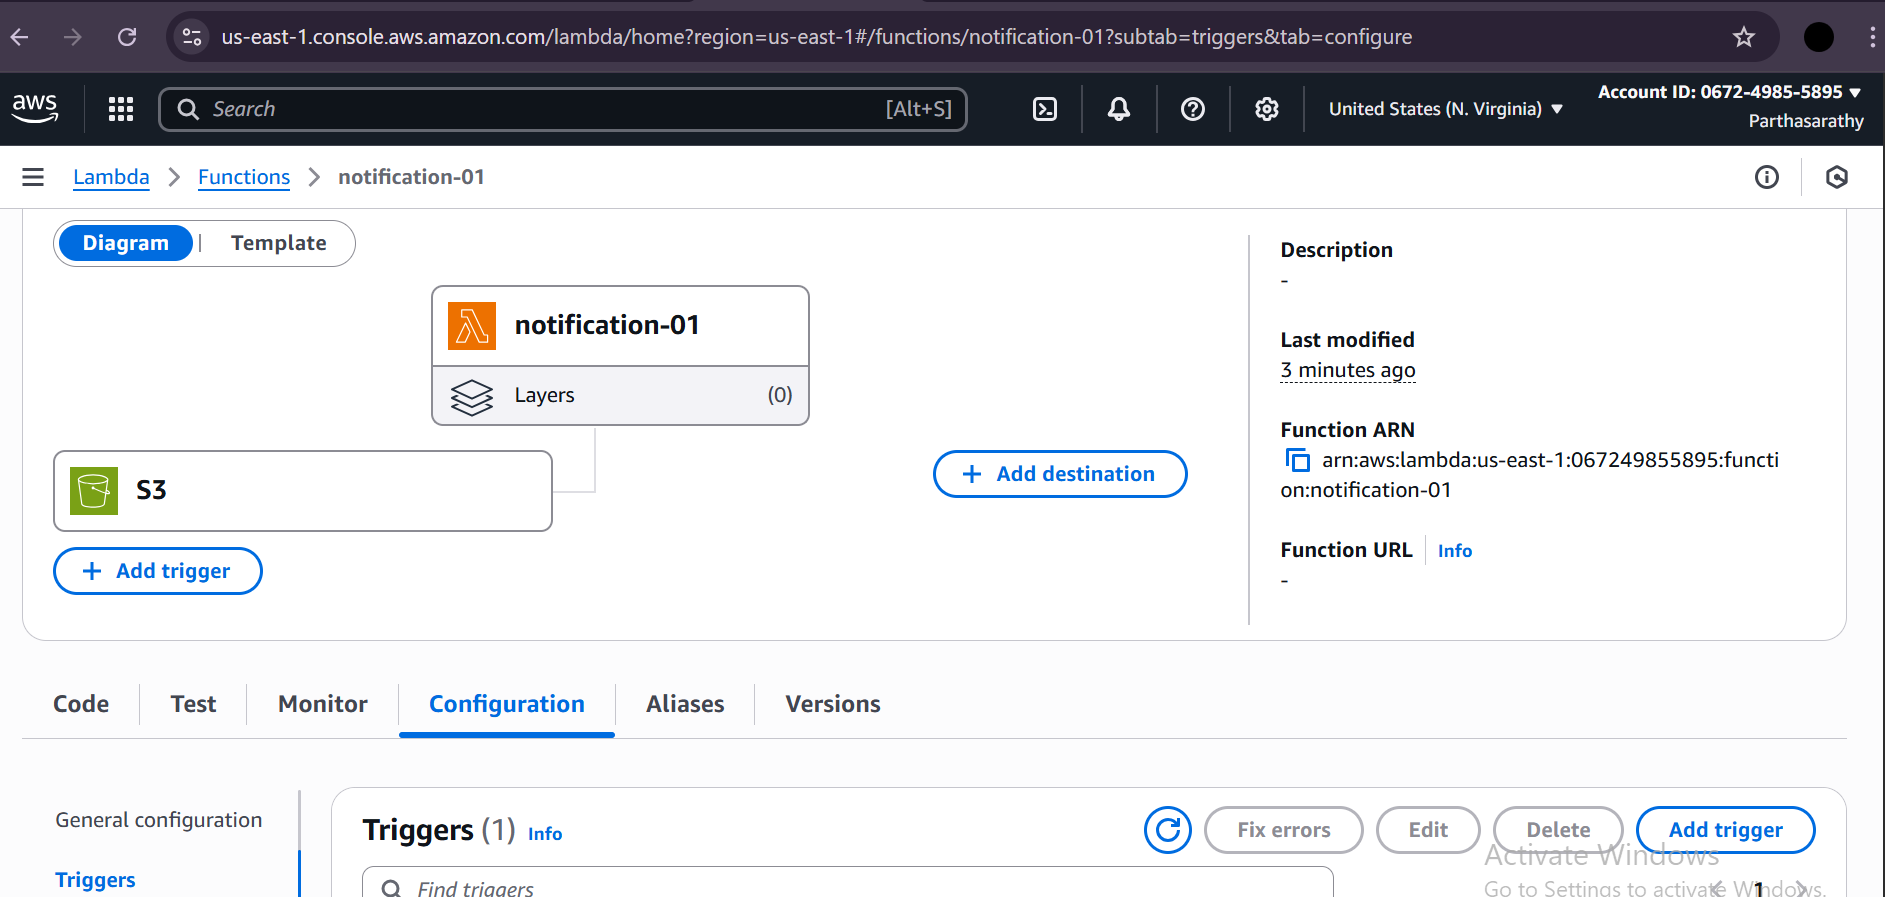 us-east-1.console.aws.amazon.com/lambda/home?region=us-east-1#/functions/notification-01?subtab=triggers&tab=configure
aws Search [Alt+S] United States (N. Virginia) ▼
Account ID: 0672-4985-5895 ▼
Parthasarathy
Lambda > Functions > notification-01
Diagram | Template
notification-01
Layers (0)
S3
+ Add trigger
+ Add destination
Description
-
Last modified
3 minutes ago
Function ARN
arn:aws:lambda:us-east-1:067249855895:functi
on:notification-01
Function URL Info
-
Code Test Monitor Configuration Aliases Versions
General configuration
Triggers
Triggers (1) Info
Fix errors Edit Delete Add trigger
Find triggers
1
Activate Windows
Go to Settings to activate Windows.